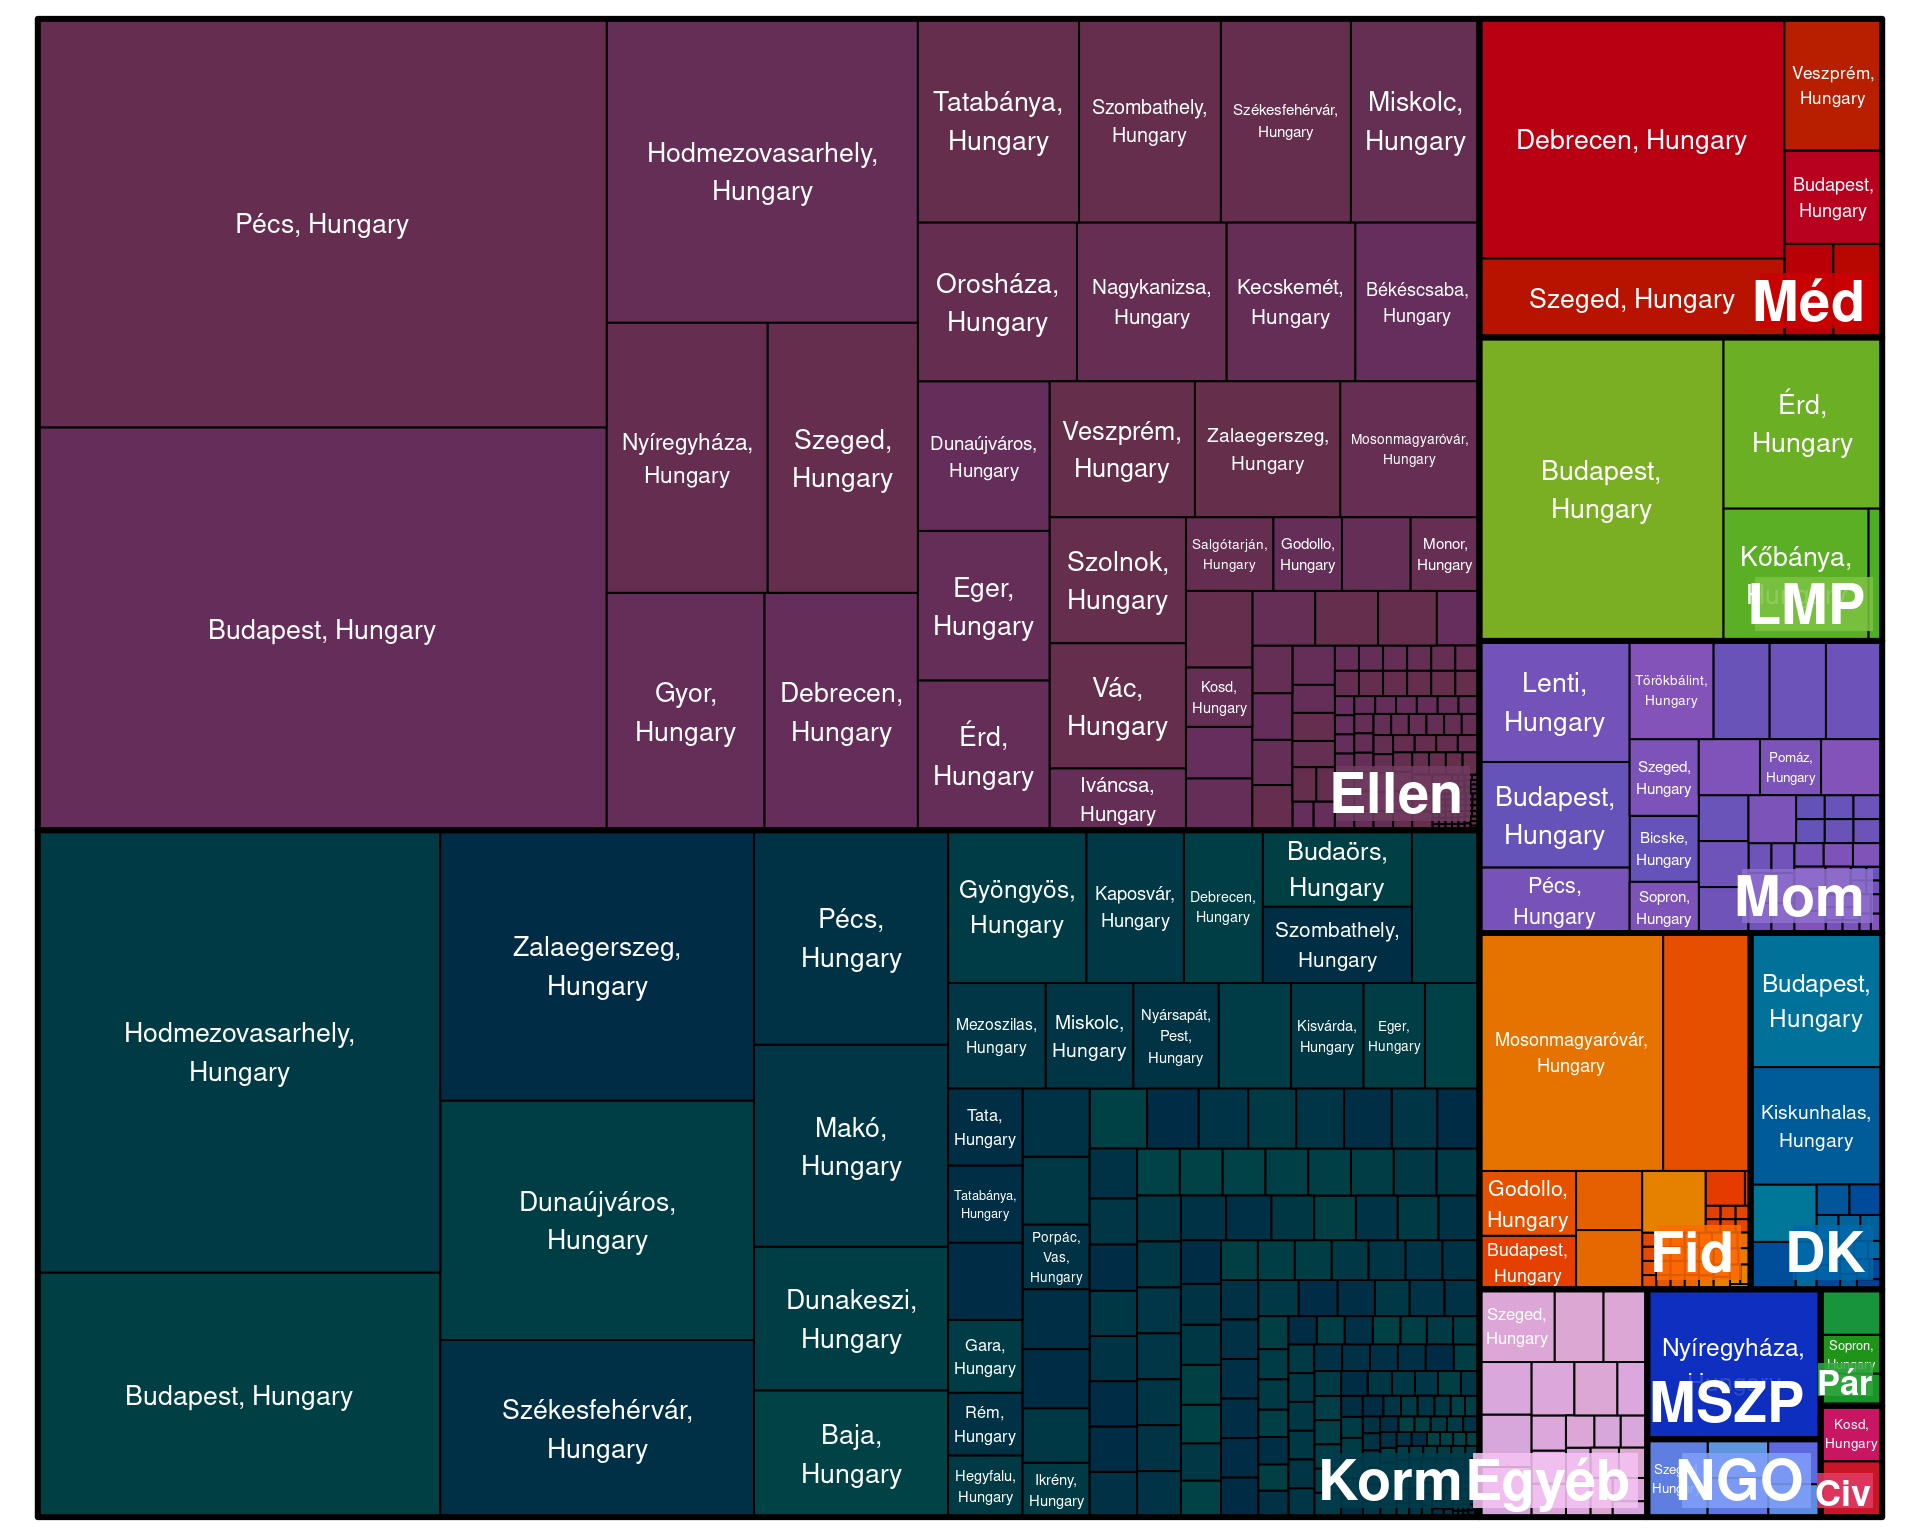 Pécs, Hungary
Budapest, Hungary
Hodmezovasarhely,
Hungary
Nyíregyháza,
Hungary
Szeged,
Hungary
Gyor,
Hungary
Debrecen,
Hungary
Tatabánya,
Hungary
Szombathely,
Hungary
Székesfehérvár,
Hungary
Miskolc,
Hungary
Orosháza,
Hungary
Nagykanizsa,
Hungary
Kecskemét,
Hungary
Békéscsaba,
Hungary
Dunaújváros,
Hungary
Eger,
Hungary
Érd,
Hungary
Veszprém,
Hungary
Zalaegerszeg,
Hungary
Mosonmagyaróvár,
Hungary
Szolnok,
Hungary
Vác,
Hungary
Iváncsa,
Hungary
Salgótarján,
Hungary
Godollo,
Hungary
Monor,
Hungary
Kosd,
Hungary
Ellen
Hodmezovasarhely,
Hungary
Budapest, Hungary
Zalaegerszeg,
Hungary
Dunaújváros,
Hungary
Székesfehérvár,
Hungary
Pécs,
Hungary
Makó,
Hungary
Dunakeszi,
Hungary
Baja,
Hungary
Gyöngyös,
Hungary
Kaposvár,
Hungary
Debrecen,
Hungary
Budaörs,
Hungary
Szombathely,
Hungary
Mezoszilas,
Hungary
Miskolc,
Hungary
Nyársapát,
Pest,
Hungary
Kisvárda,
Hungary
Eger,
Hungary
Tata,
Hungary
Tatabánya,
Hungary
Porpác,
Vas,
Hungary
Gara,
Hungary
Rém,
Hungary
Hegyfalu,
Hungary
Ikrény,
Hungary
Korm
Debrecen, Hungary
Szeged, Hungary
Veszprém,
Hungary
Budapest,
Hungary
Méd
Budapest,
Hungary
Érd,
Hungary
Kőbánya,
Hungary
LMP
Lenti,
Hungary
Budapest,
Hungary
Pécs,
Hungary
Törökbálint,
Hungary
Szeged,
Hungary
Pomáz,
Hungary
Bicske,
Hungary
Sopron,
Hungary
Mom
Mosonmagyaróvár,
Hungary
Godollo,
Hungary
Budapest,
Hungary
Fid
Budapest,
Hungary
Kiskunhalas,
Hungary
DK
Szeged,
Hungary
Egyéb
Nyíregyháza,
Hungary
MSZP
Sopron,
Hungary
Pár
NGO
Kosd,
Hungary
Civ